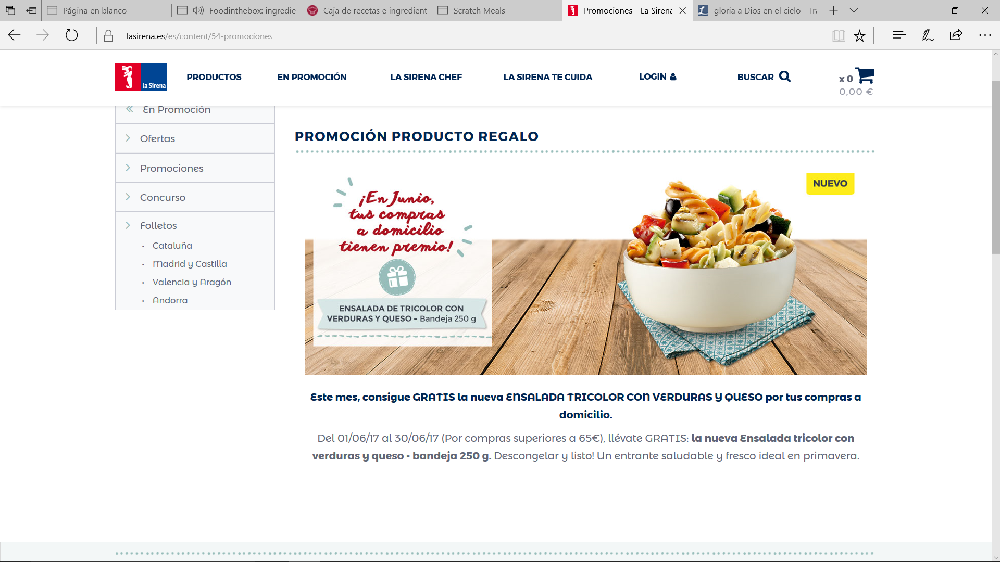 Página en blanco
Foodinthebox: ingredie
Caja de recetas e ingredient
Scratch Meals
Promociones - La Sirena
gloria a Dios en el cielo - Tra
lasirena.es/es/content/54-promociones
la Sirena
PRODUCTOS
EN PROMOCIÓN
LA SIRENA CHEF
LA SIRENA TE CUIDA
LOGIN
BUSCAR
x 0
0,00 €
En Promoción
Ofertas
Promociones
Concurso
Folletos
Cataluña
Madrid y Castilla
Valencia y Aragón
Andorra
PROMOCIÓN PRODUCTO REGALO
¡En Junio,
tus compras
a domicilio
tienen premio!
NUEVO
ENSALADA DE TRICOLOR CON
VERDURAS Y QUESO - Bandeja 250 g
Este mes, consigue GRATIS la nueva ENSALADA TRICOLOR CON VERDURAS Y QUESO por tus compras a
domicilio.
Del 01/06/17 al 30/06/17 (Por compras superiores a 65€), llévate GRATIS: la nueva Ensalada tricolor con
verduras y queso - bandeja 250 g. Descongelar y listo! Un entrante saludable y fresco ideal en primavera.